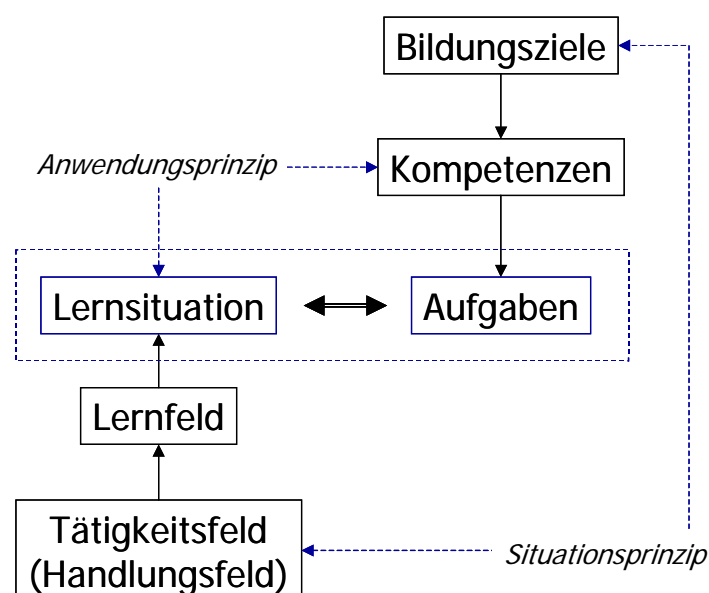 Bildungsziele
Anwendungsprinzip
Kompetenzen
Lernsituation
Aufgaben
Lernfeld
Tätigkeitsfeld
(Handlungsfeld)
Situationsprinzip